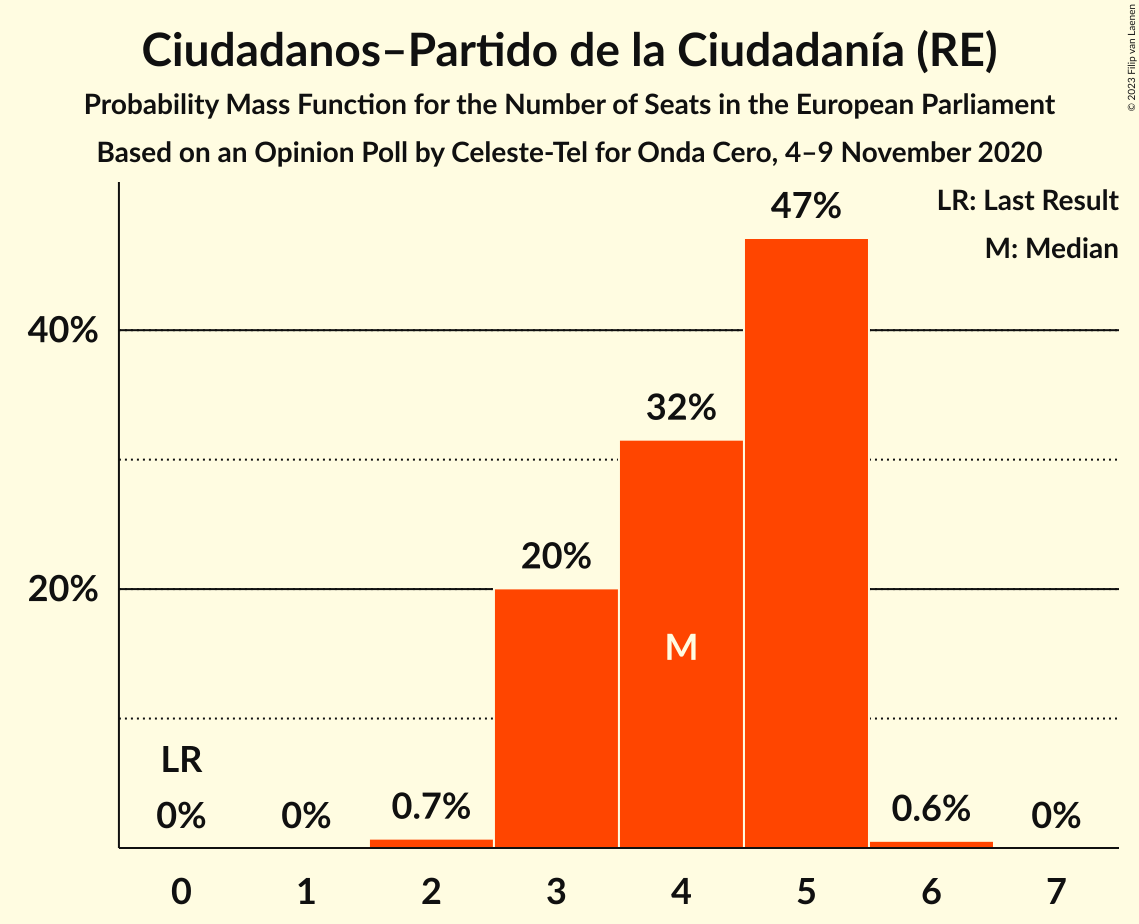 Ciudadanos–Partido de la Ciudadanía (RE)
Probability Mass Function for the Number of Seats in the European Parliament
Based on an Opinion Poll by Celeste-Tel for Onda Cero, 4–9 November 2020
© 2023 Filip van Laenen
LR: Last Result
M: Median
47%
40%
32%
20%
20%
M
LR
0%
0%
0.7%
0.6%
0%
0 1 2 3 4 5 6 7